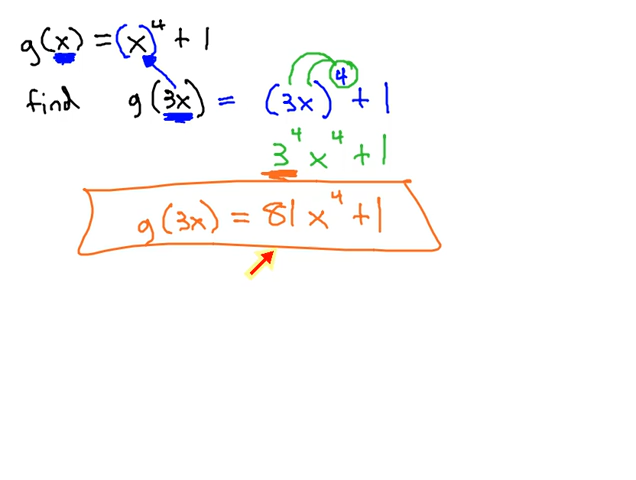 g(x) = (x)⁴ + 1
find g(3x) = (3x)⁴ + 1
3⁴x⁴ + 1
g(3x) = 81x⁴ + 1